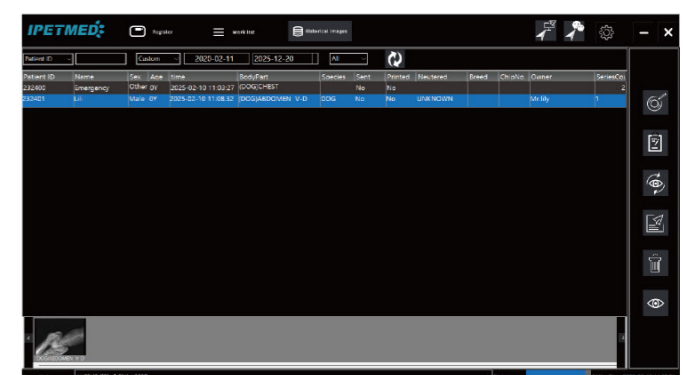 IPETMED
Register
work list
Historical Images
Patient ID
Custom
2020-02-11
2025-12-20
All
Patient ID Name Sex Age time BodyPart Species Sent Printed Neutered Breed ChipNo. Owner SeriesCo
232400 Emergency Other 0Y 2025-02-10 11:03:27 (DOG)CHEST No No 2
232401 Lili Male 0Y 2025-02-10 11:08:32 (DOG)ABDOMEN V-D DOG No No UNKNOWN Mr.lily 1
(DOG)ABDOMEN V-D